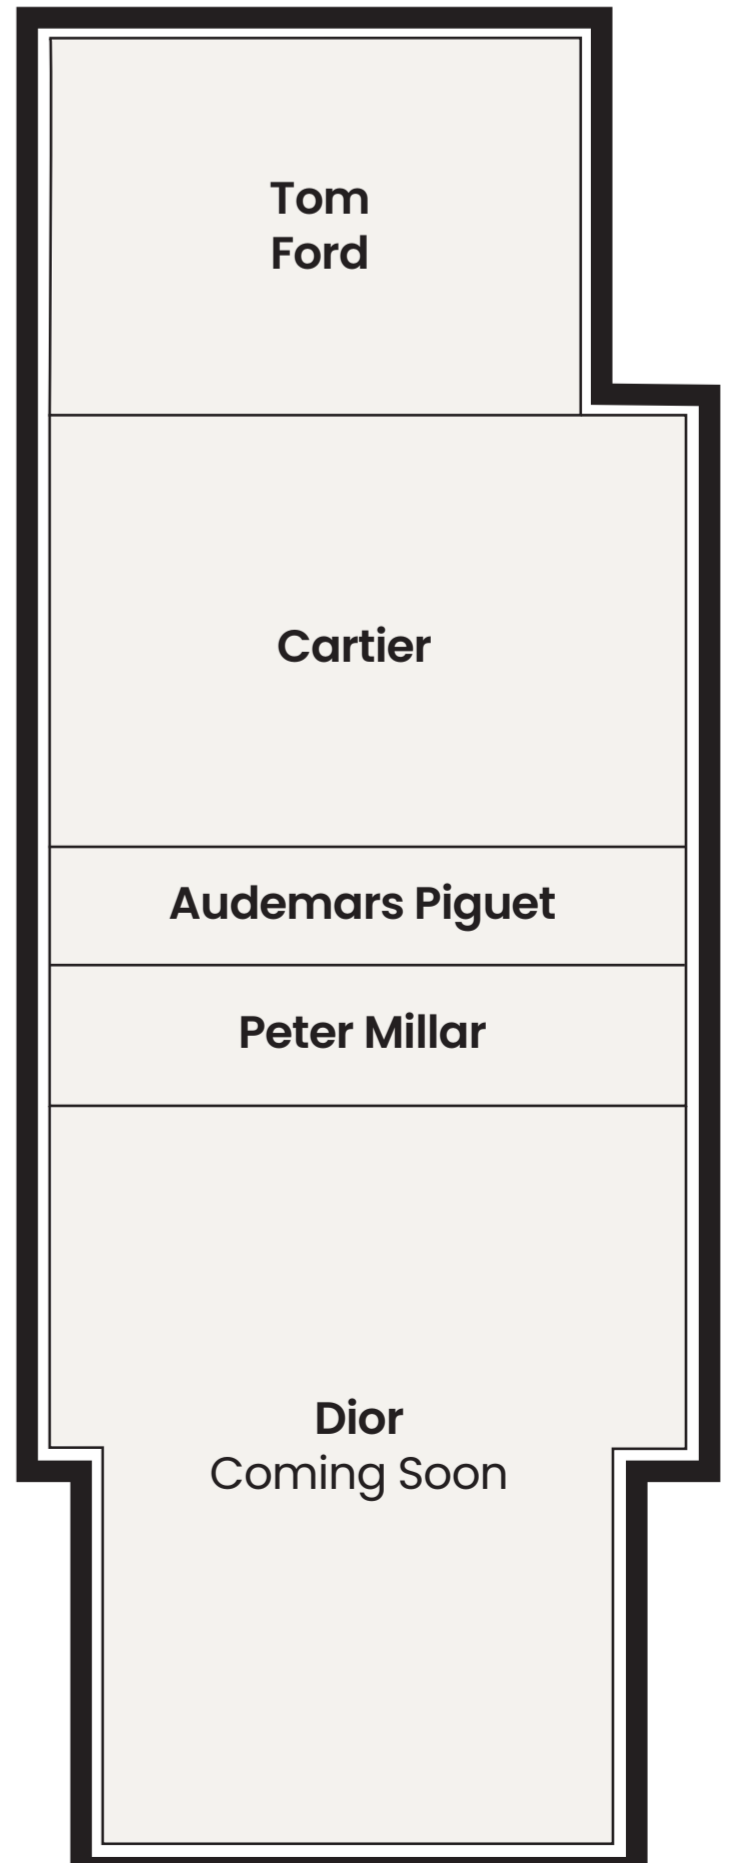 Tom
Ford
Cartier
Audemars Piguet
Peter Millar
Dior
Coming Soon